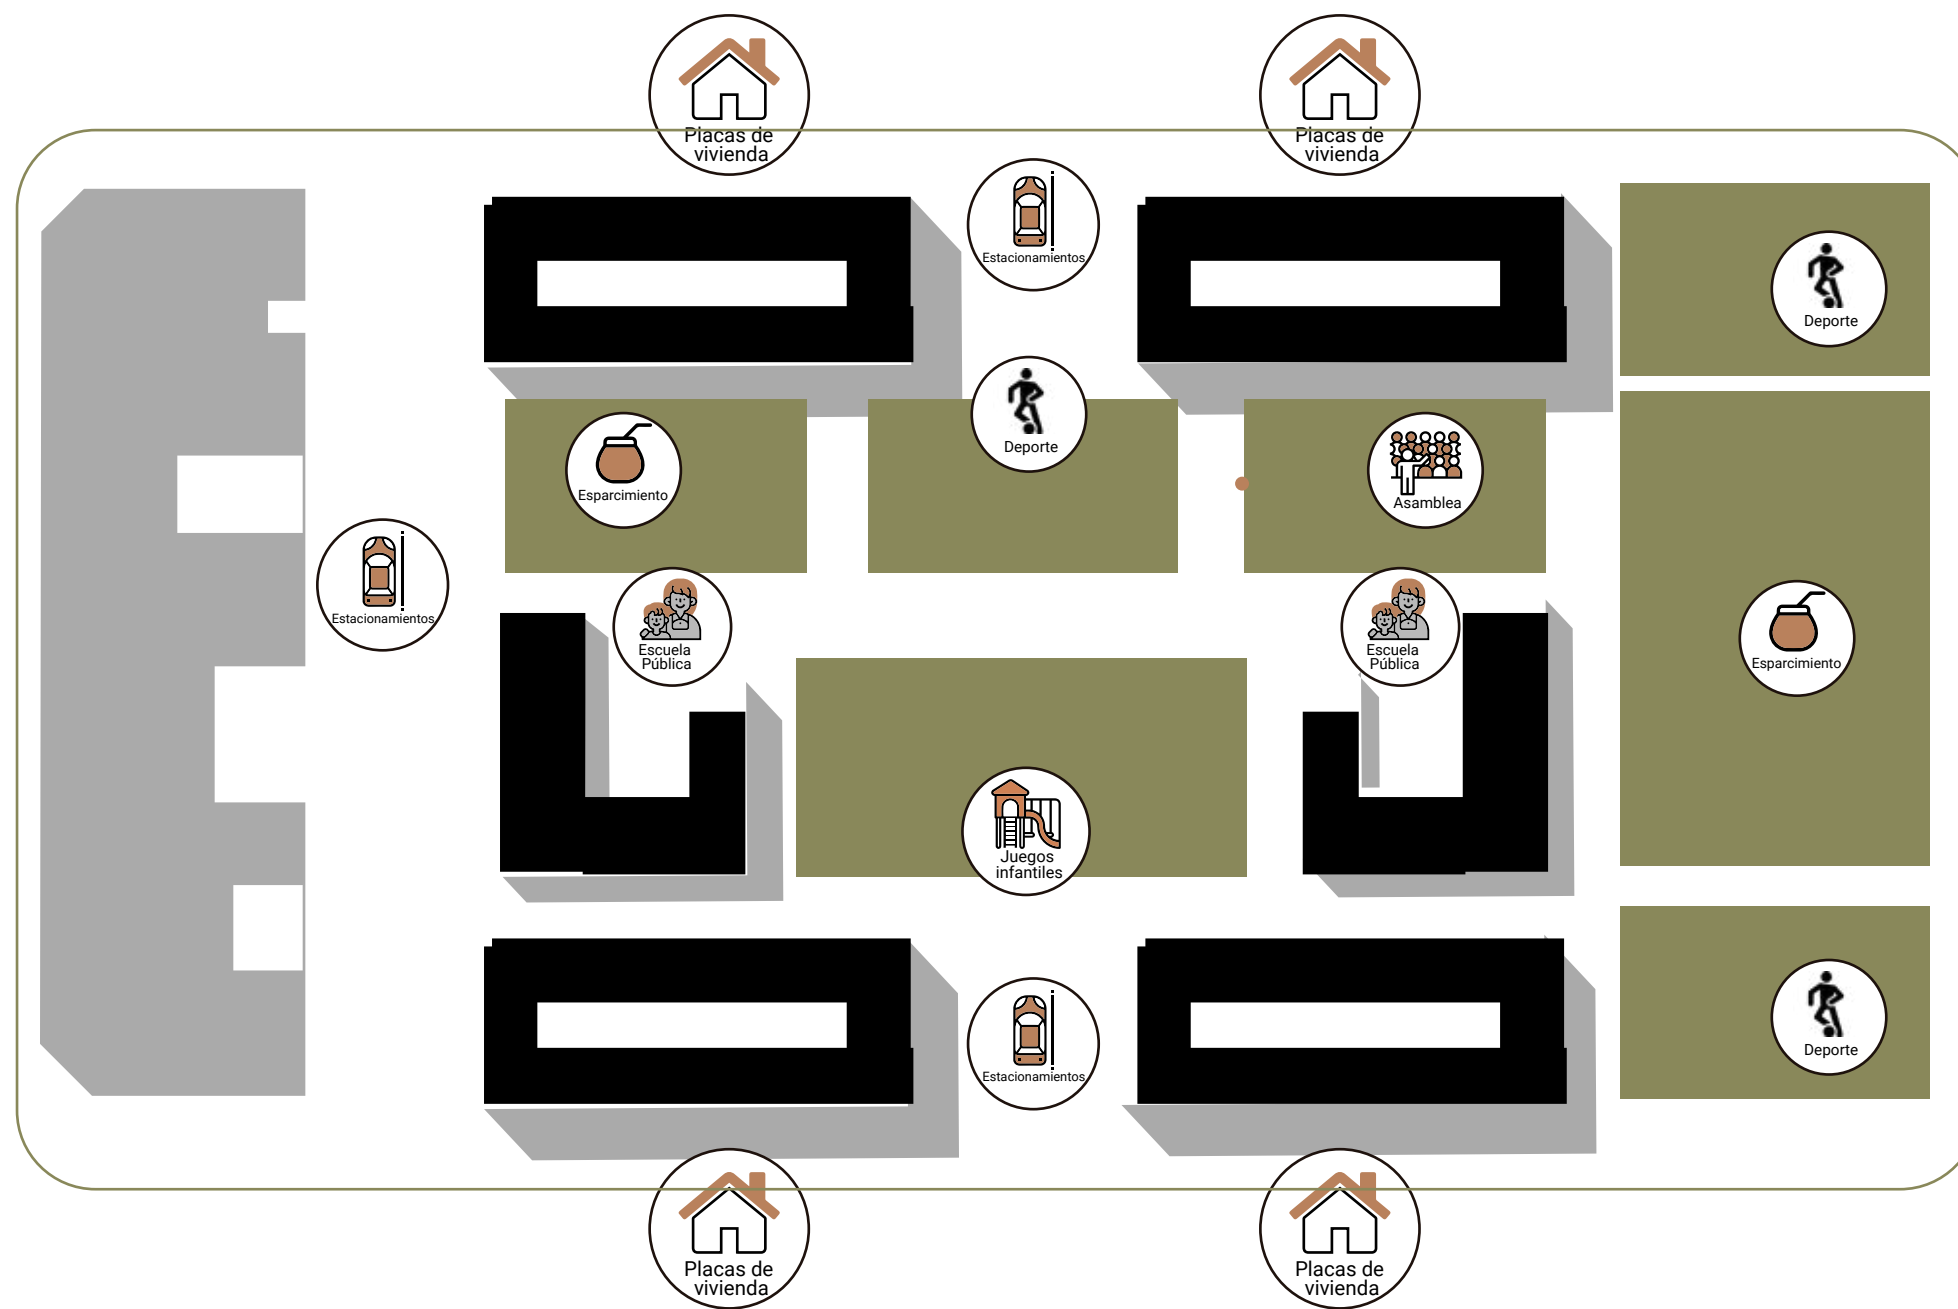 Placas de
vivienda
Placas de
vivienda
Estacionamientos
Deporte
Deporte
Esparcimiento
Asamblea
Estacionamientos
Escuela
Pública
Escuela
Pública
Esparcimiento
Juegos
infantiles
Estacionamientos
Deporte
Placas de
vivienda
Placas de
vivienda